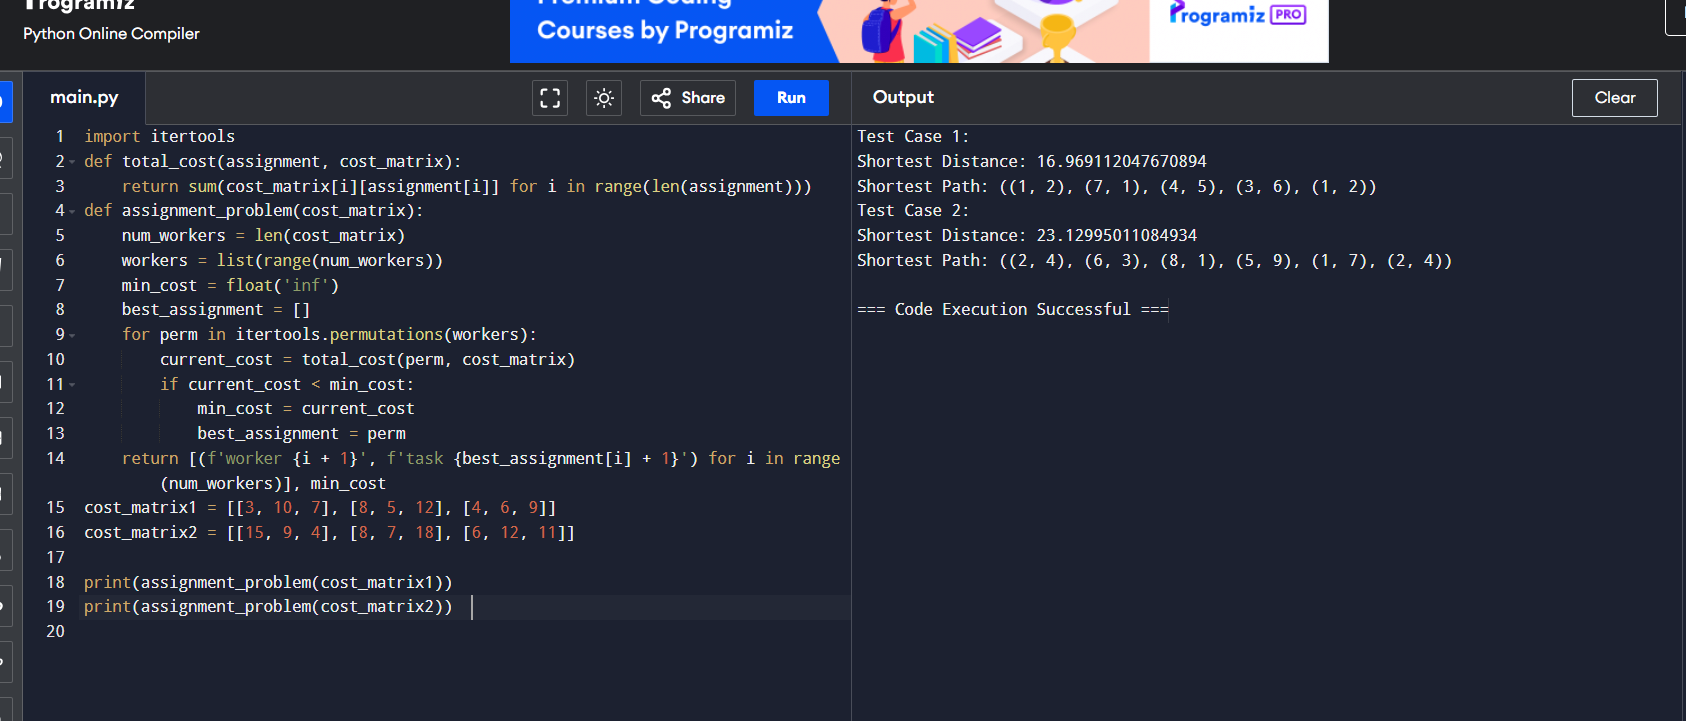 Programiz
Python Online Compiler
Premium Coding
Courses by Programiz
Programiz PRO
main.py
Share
Run
Output
Clear
1 import itertools
2 def total_cost(assignment, cost_matrix):
3     return sum(cost_matrix[i][assignment[i]] for i in range(len(assignment)))
4 def assignment_problem(cost_matrix):
5     num_workers = len(cost_matrix)
6     workers = list(range(num_workers))
7     min_cost = float('inf')
8     best_assignment = []
9     for perm in itertools.permutations(workers):
10         current_cost = total_cost(perm, cost_matrix)
11         if current_cost < min_cost:
12             min_cost = current_cost
13             best_assignment = perm
14     return [(f'worker {i + 1}', f'task {best_assignment[i] + 1}') for i in range
(num_workers)], min_cost
15 cost_matrix1 = [[3, 10, 7], [8, 5, 12], [4, 6, 9]]
16 cost_matrix2 = [[15, 9, 4], [8, 7, 18], [6, 12, 11]]
17
18 print(assignment_problem(cost_matrix1))
19 print(assignment_problem(cost_matrix2))
20
Test Case 1:
Shortest Distance: 16.969112047670894
Shortest Path: ((1, 2), (7, 1), (4, 5), (3, 6), (1, 2))
Test Case 2:
Shortest Distance: 23.12995011084934
Shortest Path: ((2, 4), (6, 3), (8, 1), (5, 9), (1, 7), (2, 4))
=== Code Execution Successful ===